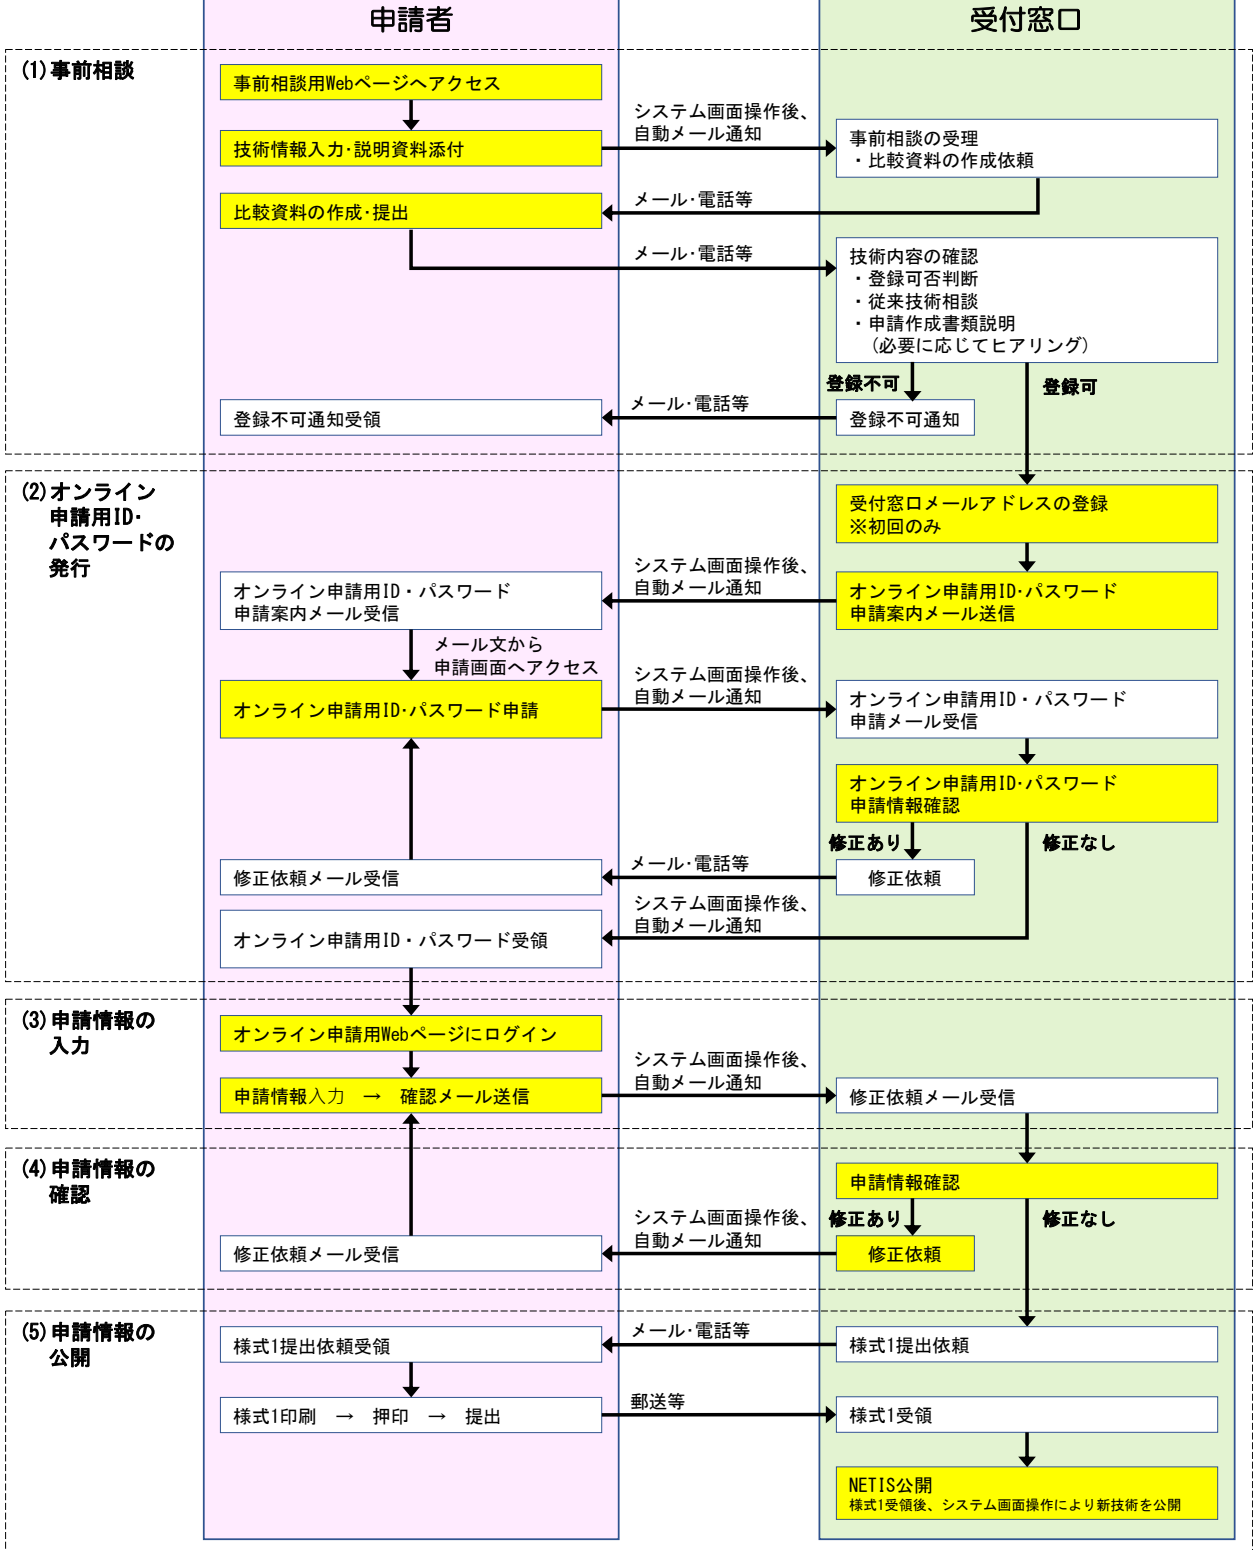 申請者
受付窓口
(1)事前相談
事前相談用Webページへアクセス
システム画面操作後、
自動メール通知
技術情報入力･説明資料添付
事前相談の受理
・比較資料の作成依頼
メール･電話等
比較資料の作成･提出
メール･電話等
技術内容の確認
・登録可否判断
・従来技術相談
・申請作成書類説明
(必要に応じてヒアリング)
登録不可
登録可
メール･電話等
登録不可通知受領
登録不可通知
(2)オンライン
申請用ID･
パスワードの
発行
受付窓口メールアドレスの登録
※初回のみ
システム画面操作後、
自動メール通知
オンライン申請用ID・パスワード
申請案内メール受信
オンライン申請用ID･パスワード
申請案内メール送信
メール文から
申請画面へアクセス
システム画面操作後、
自動メール通知
オンライン申請用ID･パスワード申請
オンライン申請用ID・パスワード
申請メール受信
オンライン申請用ID･パスワード
申請情報確認
修正あり
修正なし
メール･電話等
修正依頼メール受信
修正依頼
システム画面操作後、
自動メール通知
オンライン申請用ID・パスワード受領
(3)申請情報の
入力
オンライン申請用Webページにログイン
システム画面操作後、
自動メール通知
申請情報入力 → 確認メール送信
修正依頼メール受信
(4)申請情報の
確認
申請情報確認
システム画面操作後、
自動メール通知
修正あり
修正なし
修正依頼メール受信
修正依頼
(5)申請情報の
公開
メール･電話等
様式1提出依頼受領
様式1提出依頼
郵送等
様式1印刷 → 押印 → 提出
様式1受領
NETIS公開
様式1受領後、システム画面操作により新技術を公開